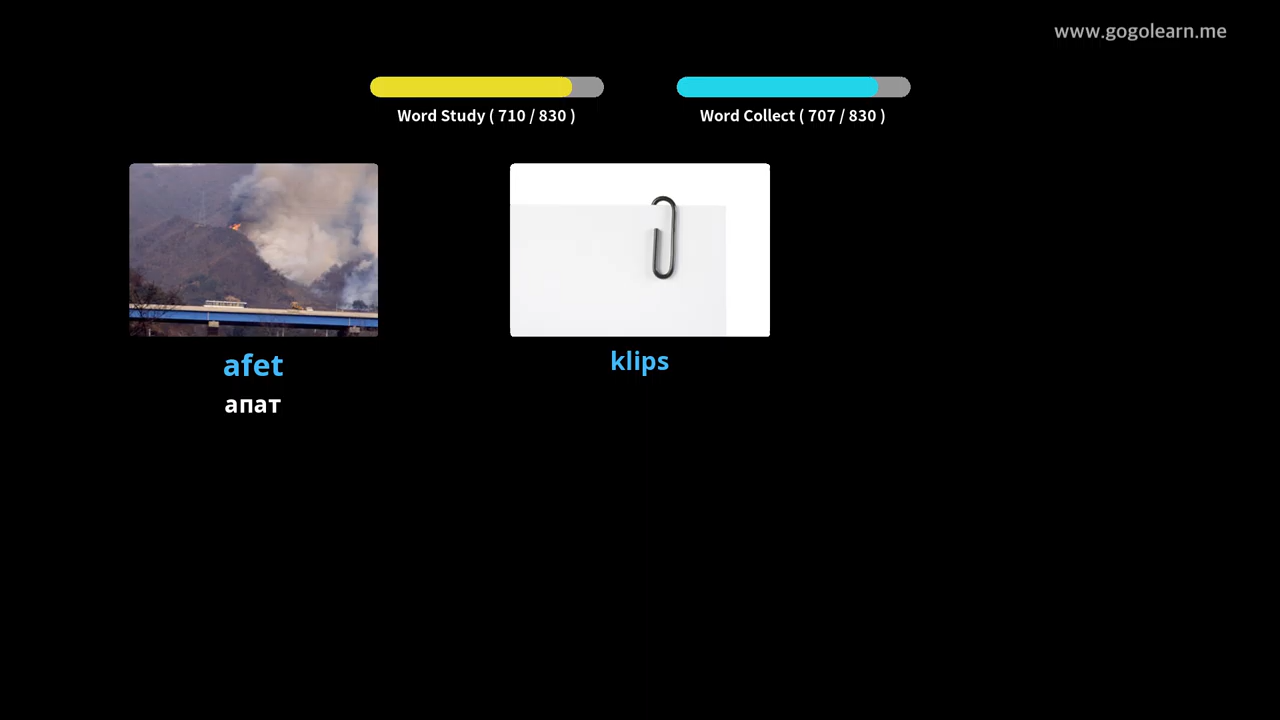 www.gogolearn.me
Word Study ( 710 / 830 )
Word Collect ( 707 / 830 )
afet
апат
klips